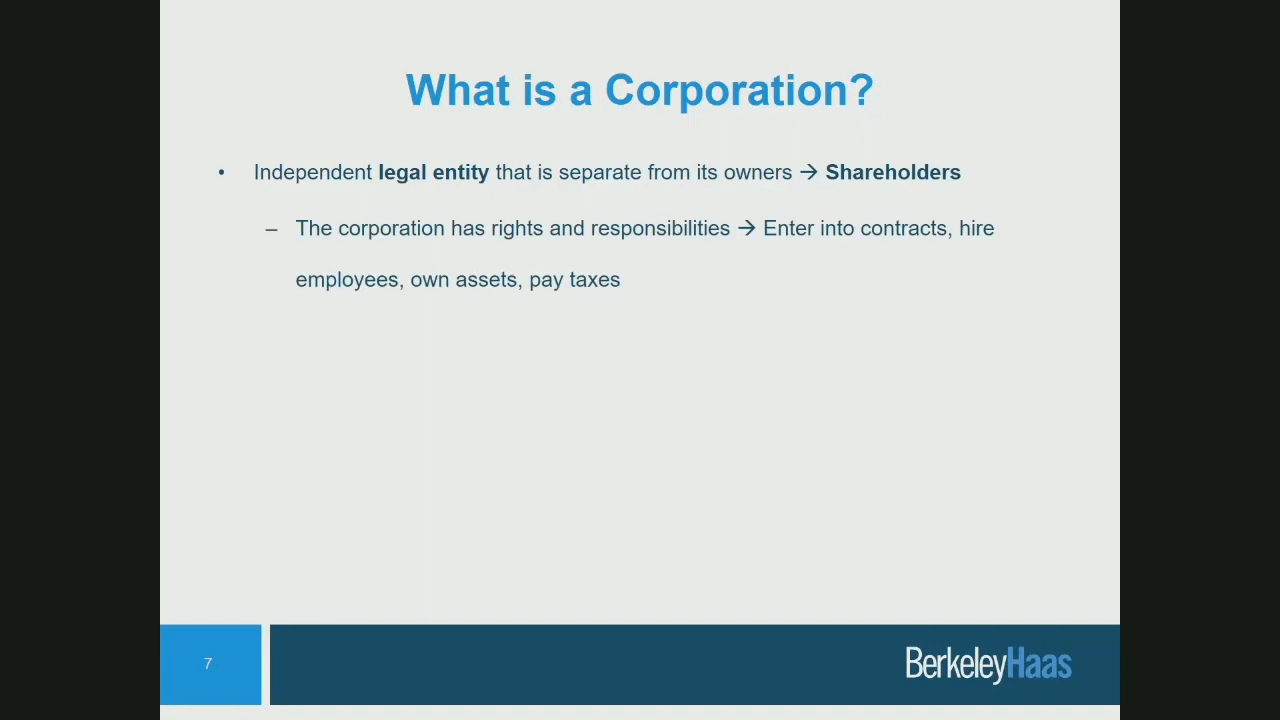 What is a Corporation?
• Independent legal entity that is separate from its owners → Shareholders
– The corporation has rights and responsibilities → Enter into contracts, hire
employees, own assets, pay taxes
7
BerkeleyHaas